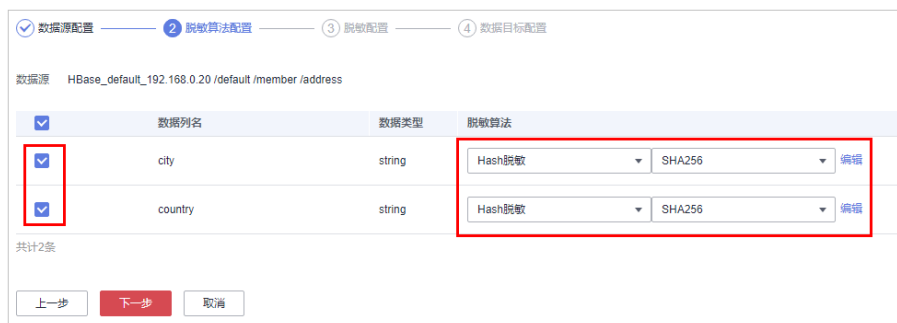 数据源配置 2 脱敏算法配置 3 脱敏配置 4 数据目标配置
数据源 HBase_default_192.168.0.20 /default /member /address
数据列名 数据类型 脱敏算法
city string Hash脱敏 SHA256 编辑
country string Hash脱敏 SHA256 编辑
共计2条
上一步 下一步 取消